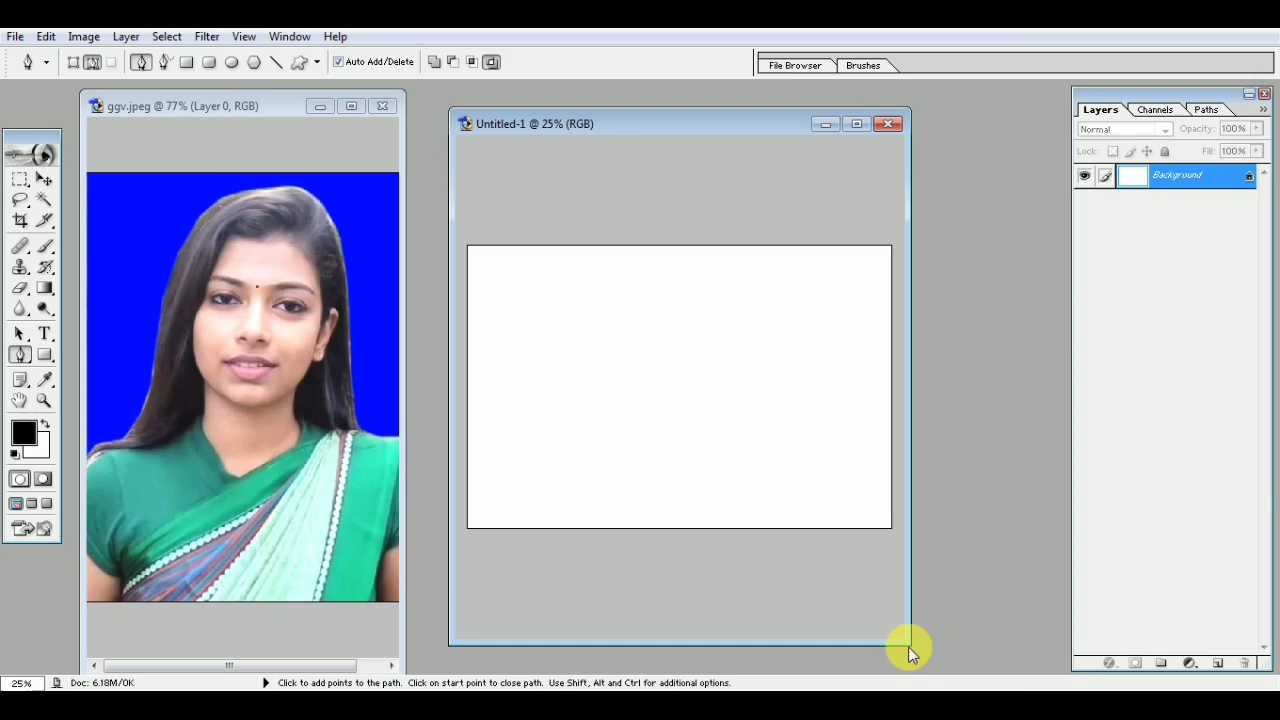 File Edit Image Layer Select Filter View Window Help
Auto Add/Delete
File Browser Brushes
ggv.jpeg @ 77% (Layer 0, RGB)
Untitled-1 @ 25% (RGB)
Layers Channels Paths
Normal Opacity: 100%
Lock: Fill: 100%
Background
T
25% Doc: 6.18M/0K Click to add points to the path. Click on start point to close path. Use Shift, Alt and Ctrl for additional options.